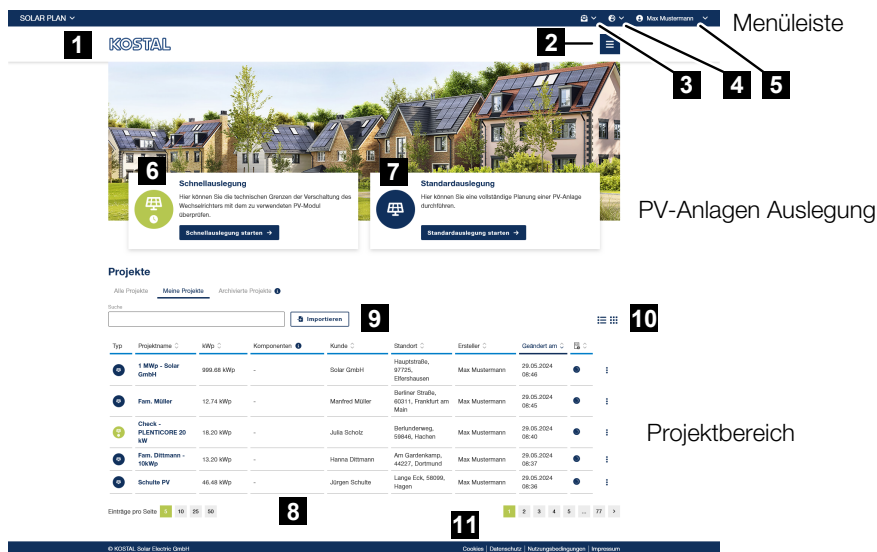 SOLAR PLAN
Max Mustermann
Menüleiste
1
KOSTAL
2
3
4
5
6
Schnellauslegung
Hier können Sie die technischen Grenzen der Verschaltung des
Wechselrichters mit dem zu verwendeten PV-Modul
überprüfen.
Schnellauslegung starten →
7
Standardauslegung
Hier können Sie eine vollständige Planung einer PV-Anlage
durchführen.
Standardauslegung starten →
PV-Anlagen Auslegung
Projekte
Alle Projekte Meine Projekte Archivierte Projekte
Suche
Importieren
9
10
Typ Projektname kWp Komponenten Kunde Standort Ersteller Geändert am
1 MWp - Solar
GmbH
999.68 kWp
-
Solar GmbH
Hauptstraße,
97725,
Elfershausen
Max Mustermann
29.05.2024
08:46
Fam. Müller
12.74 kWp
-
Manfred Müller
Berliner Straße,
60311, Frankfurt am
Main
Max Mustermann
29.05.2024
08:45
Check -
PLENTICORE 20
kW
18.20 kWp
-
Julia Scholz
Berlunderweg,
59846, Hachen
Max Mustermann
29.05.2024
08:40
Projektbereich
Fam. Dittmann -
10kWp
13.20 kWp
-
Hanna Dittmann
Am Gardenkamp,
44227, Dortmund
Max Mustermann
29.05.2024
08:37
Schulte PV
46.48 kWp
-
Jürgen Schulte
Lange Eck, 58099,
Hagen
Max Mustermann
29.05.2024
08:36
Einträge pro Seite 5 10 25 50
8
1 2 3 4 5 ... 77 >
11
© KOSTAL Solar Electric GmbH
Cookies | Datenschutz | Nutzungsbedingungen | Impressum